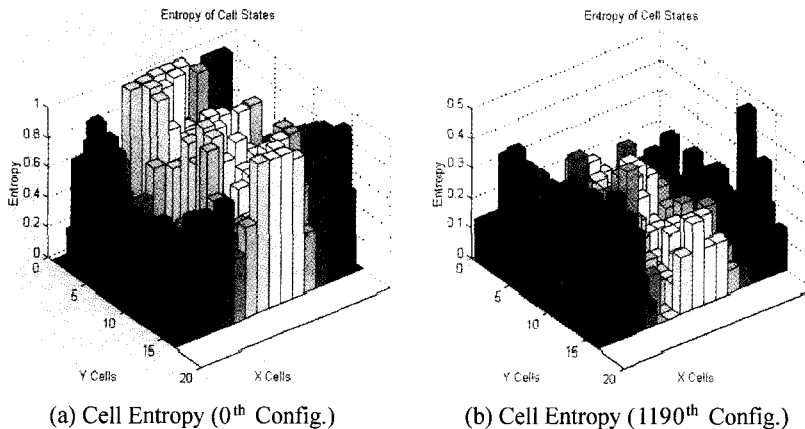 Entropy of Cell States
1
0.8
0.6
0.4
0.2
0
Entropy
0
5
10
15
20
Y Cells
X Cells
(a) Cell Entropy (0th Config.)
Entropy of Cell States
0.5
0.4
0.3
0.2
0.1
0
Entropy
0
5
10
15
20
Y Cells
X Cells
(b) Cell Entropy (1190th Config.)